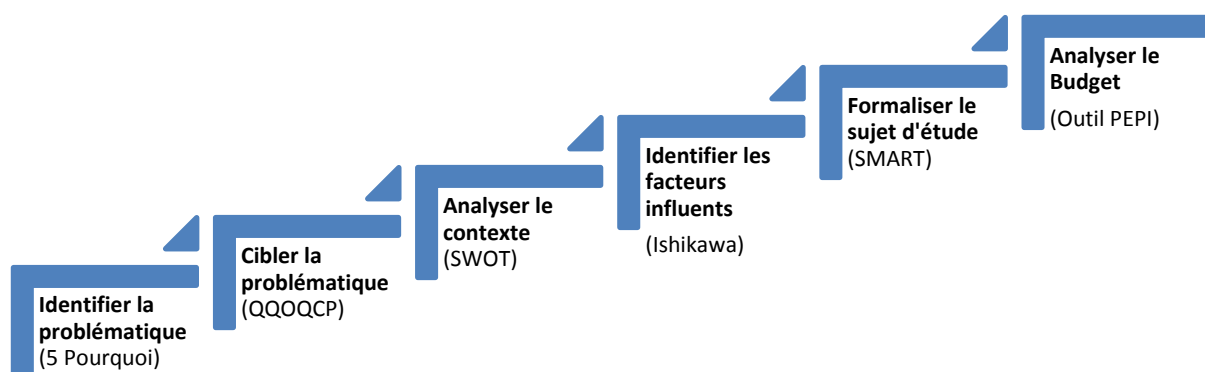 Identifier la
problématique
(5 Pourquoi)
Cibler la
problématique
(QQOQCP)
Analyser le
contexte
(SWOT)
Identifier les
facteurs
influents
(Ishikawa)
Formaliser le
sujet d'étude
(SMART)
Analyser le
Budget
(Outil PEPI)